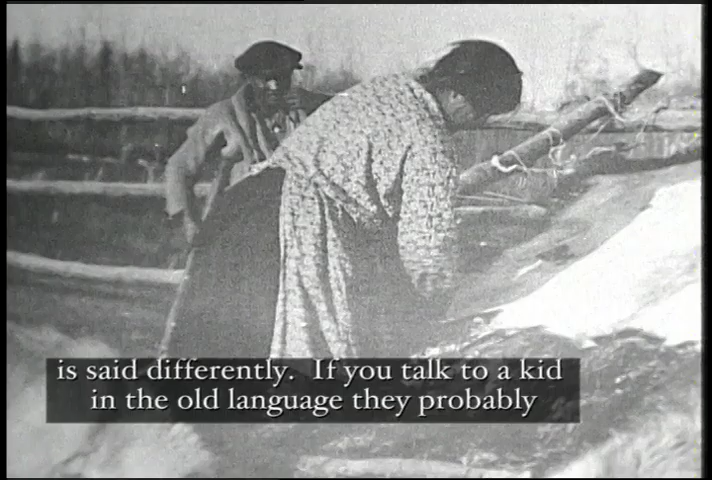 is said differently.  If you talk to a kid
in the old language they probably